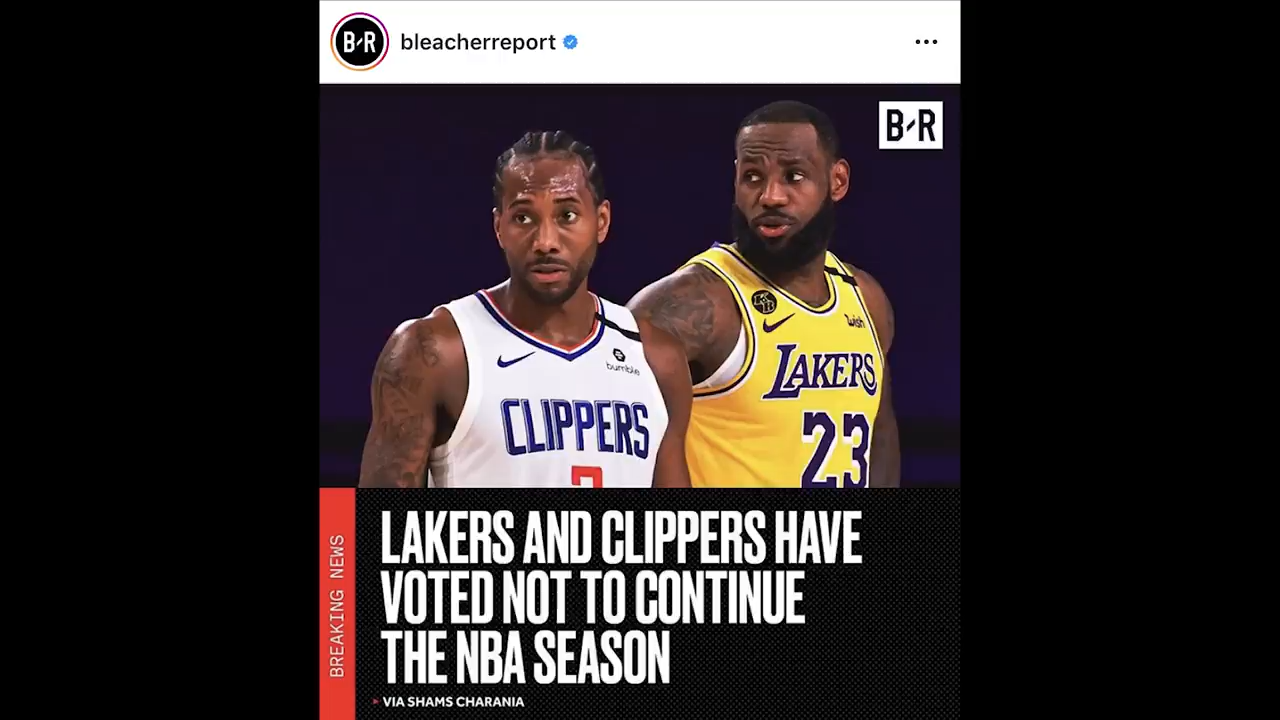 B-R
bleacherreport
B-R
KB
wish
bumble
LAKERS
CLIPPERS
23
BREAKING NEWS
LAKERS AND CLIPPERS HAVE
VOTED NOT TO CONTINUE
THE NBA SEASON
VIA SHAMS CHARANIA